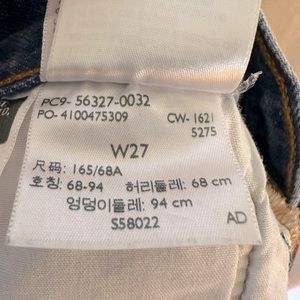 PC9- 56327-0032
PO- 4100475309 CW- 1621
5275
W27
尺码: 165/68A
호칭: 68-94 허리둘레: 68 cm
엉덩이둘레: 94 cm
S58022 AD